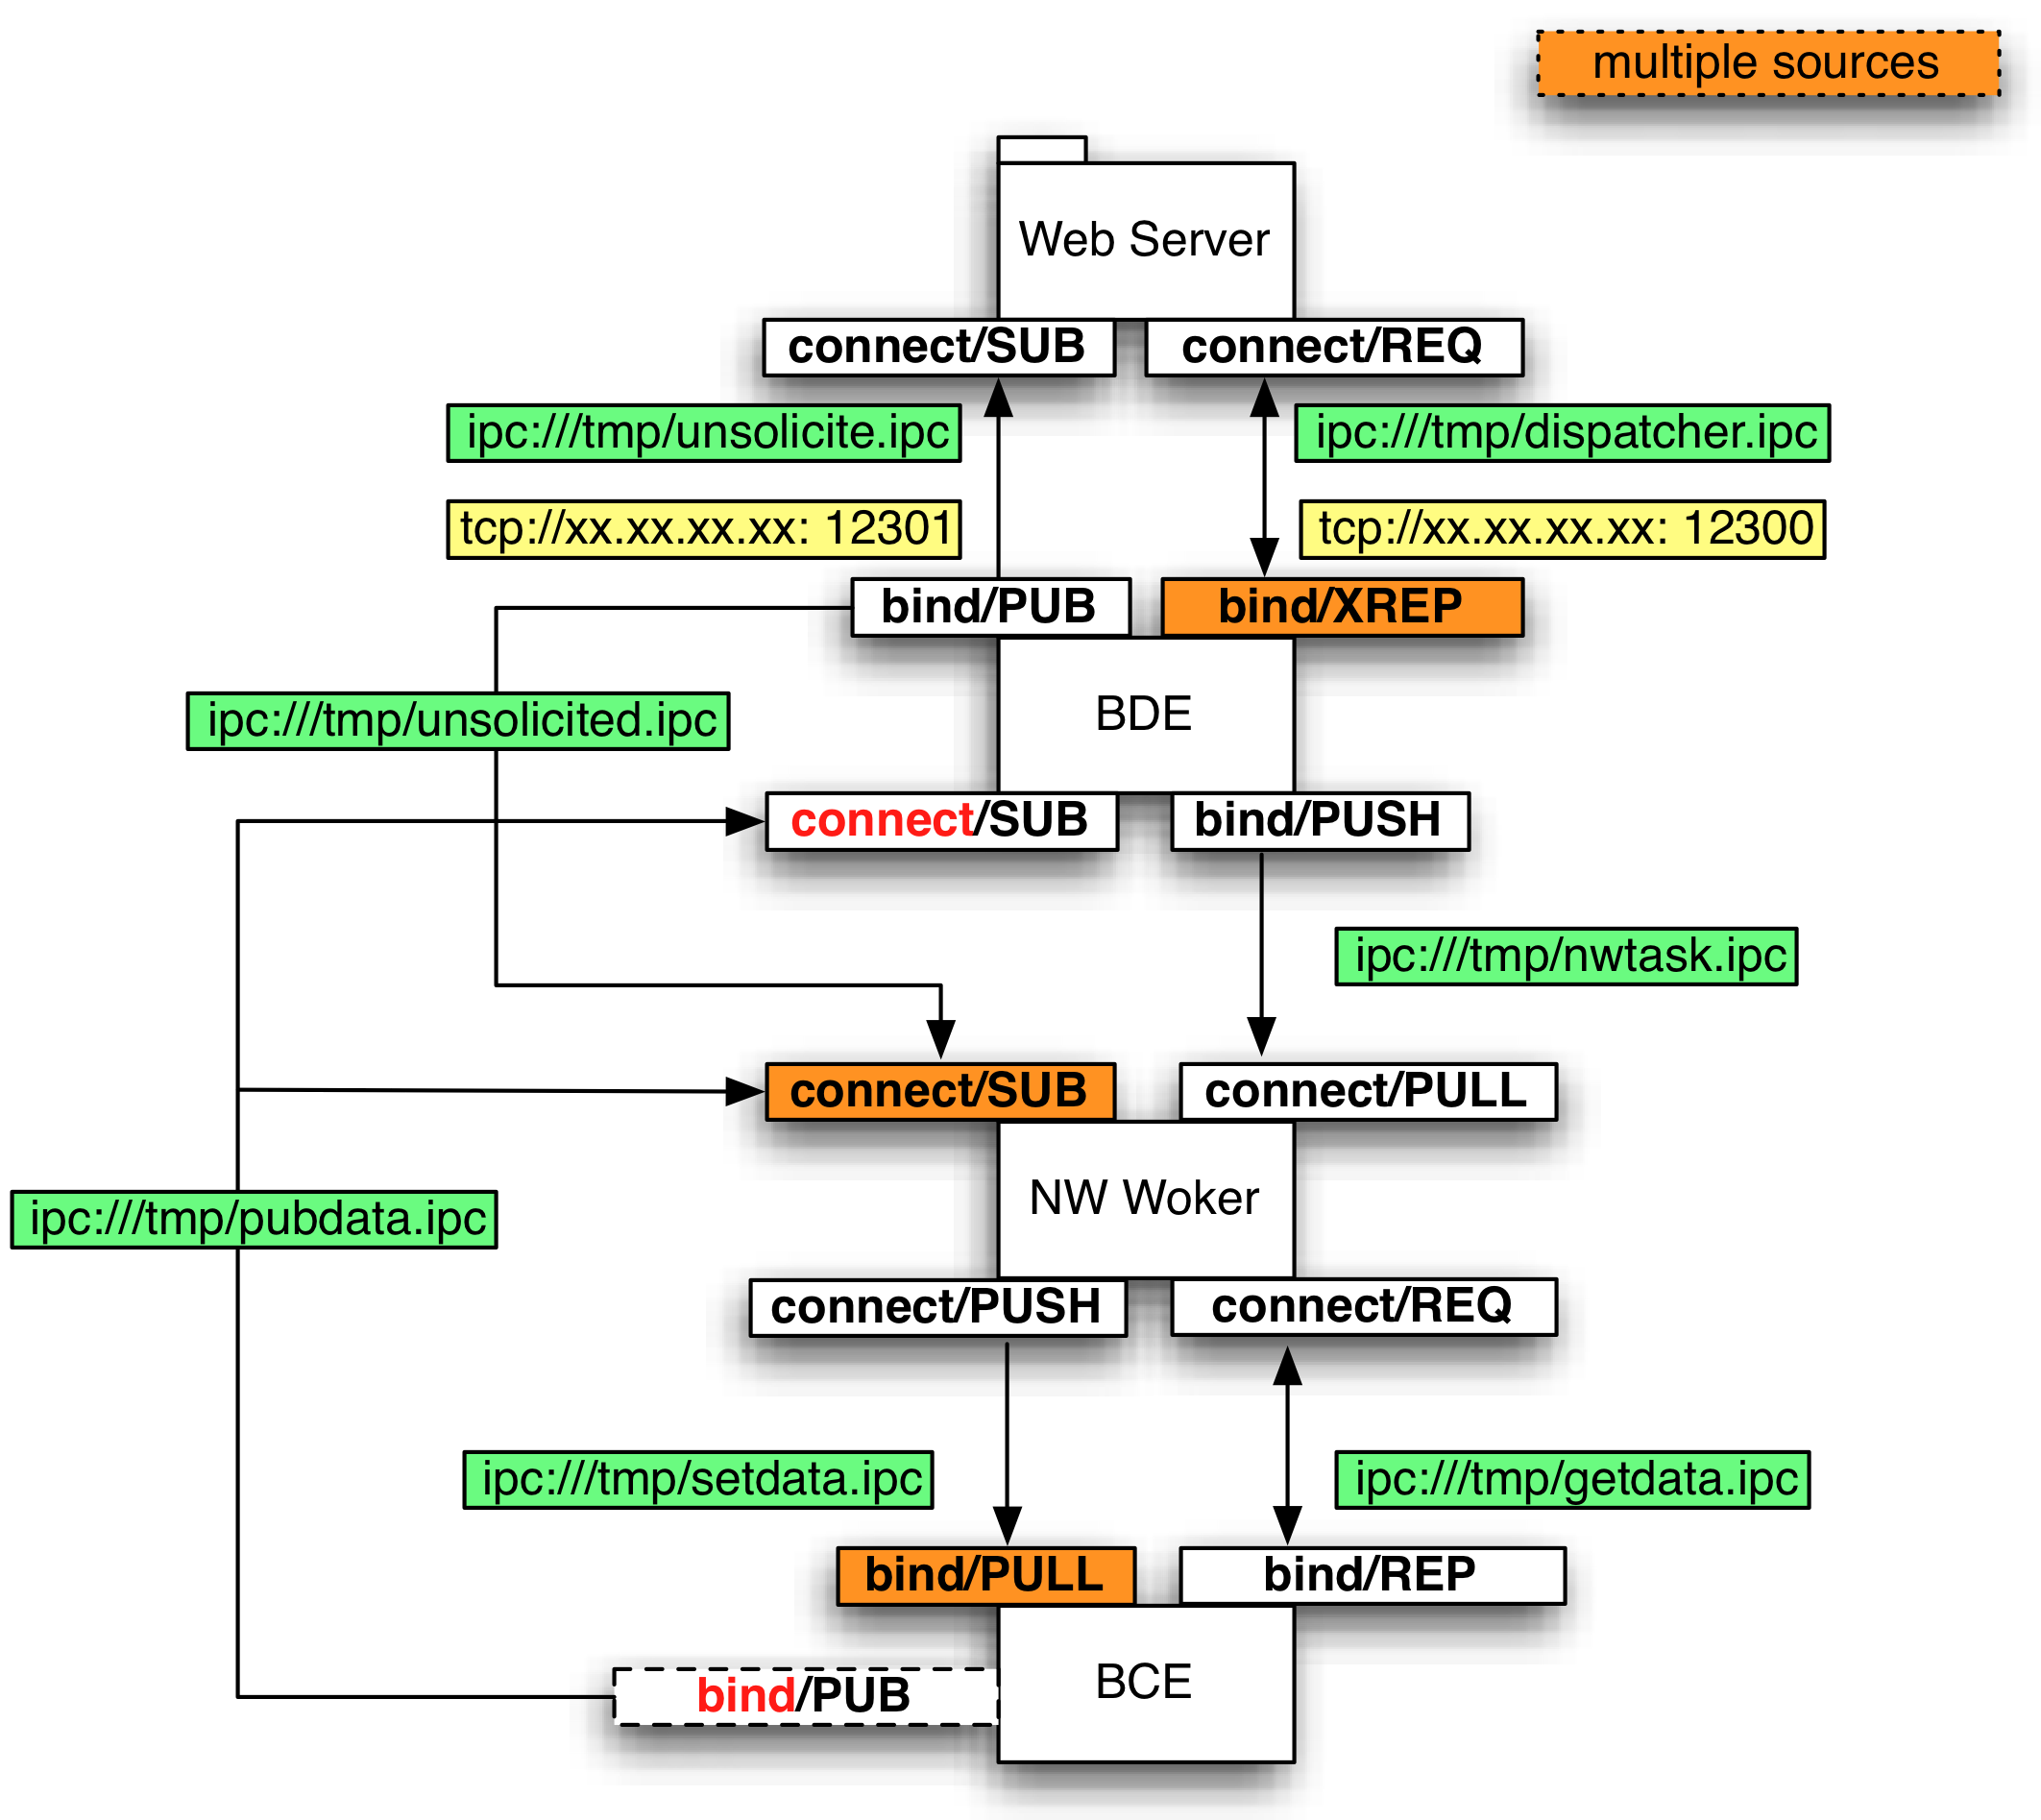 multiple sources
Web Server
connect/SUB
connect/REQ
ipc:///tmp/unsolicite.ipc
ipc:///tmp/dispatcher.ipc
tcp://xx.xx.xx.xx: 12301
tcp://xx.xx.xx.xx: 12300
bind/PUB
bind/XREP
ipc:///tmp/unsolicited.ipc
BDE
connect/SUB
bind/PUSH
ipc:///tmp/nwtask.ipc
connect/SUB
connect/PULL
NW Woker
ipc:///tmp/pubdata.ipc
connect/PUSH
connect/REQ
ipc:///tmp/setdata.ipc
ipc:///tmp/getdata.ipc
bind/PULL
bind/REP
bind/PUB
BCE